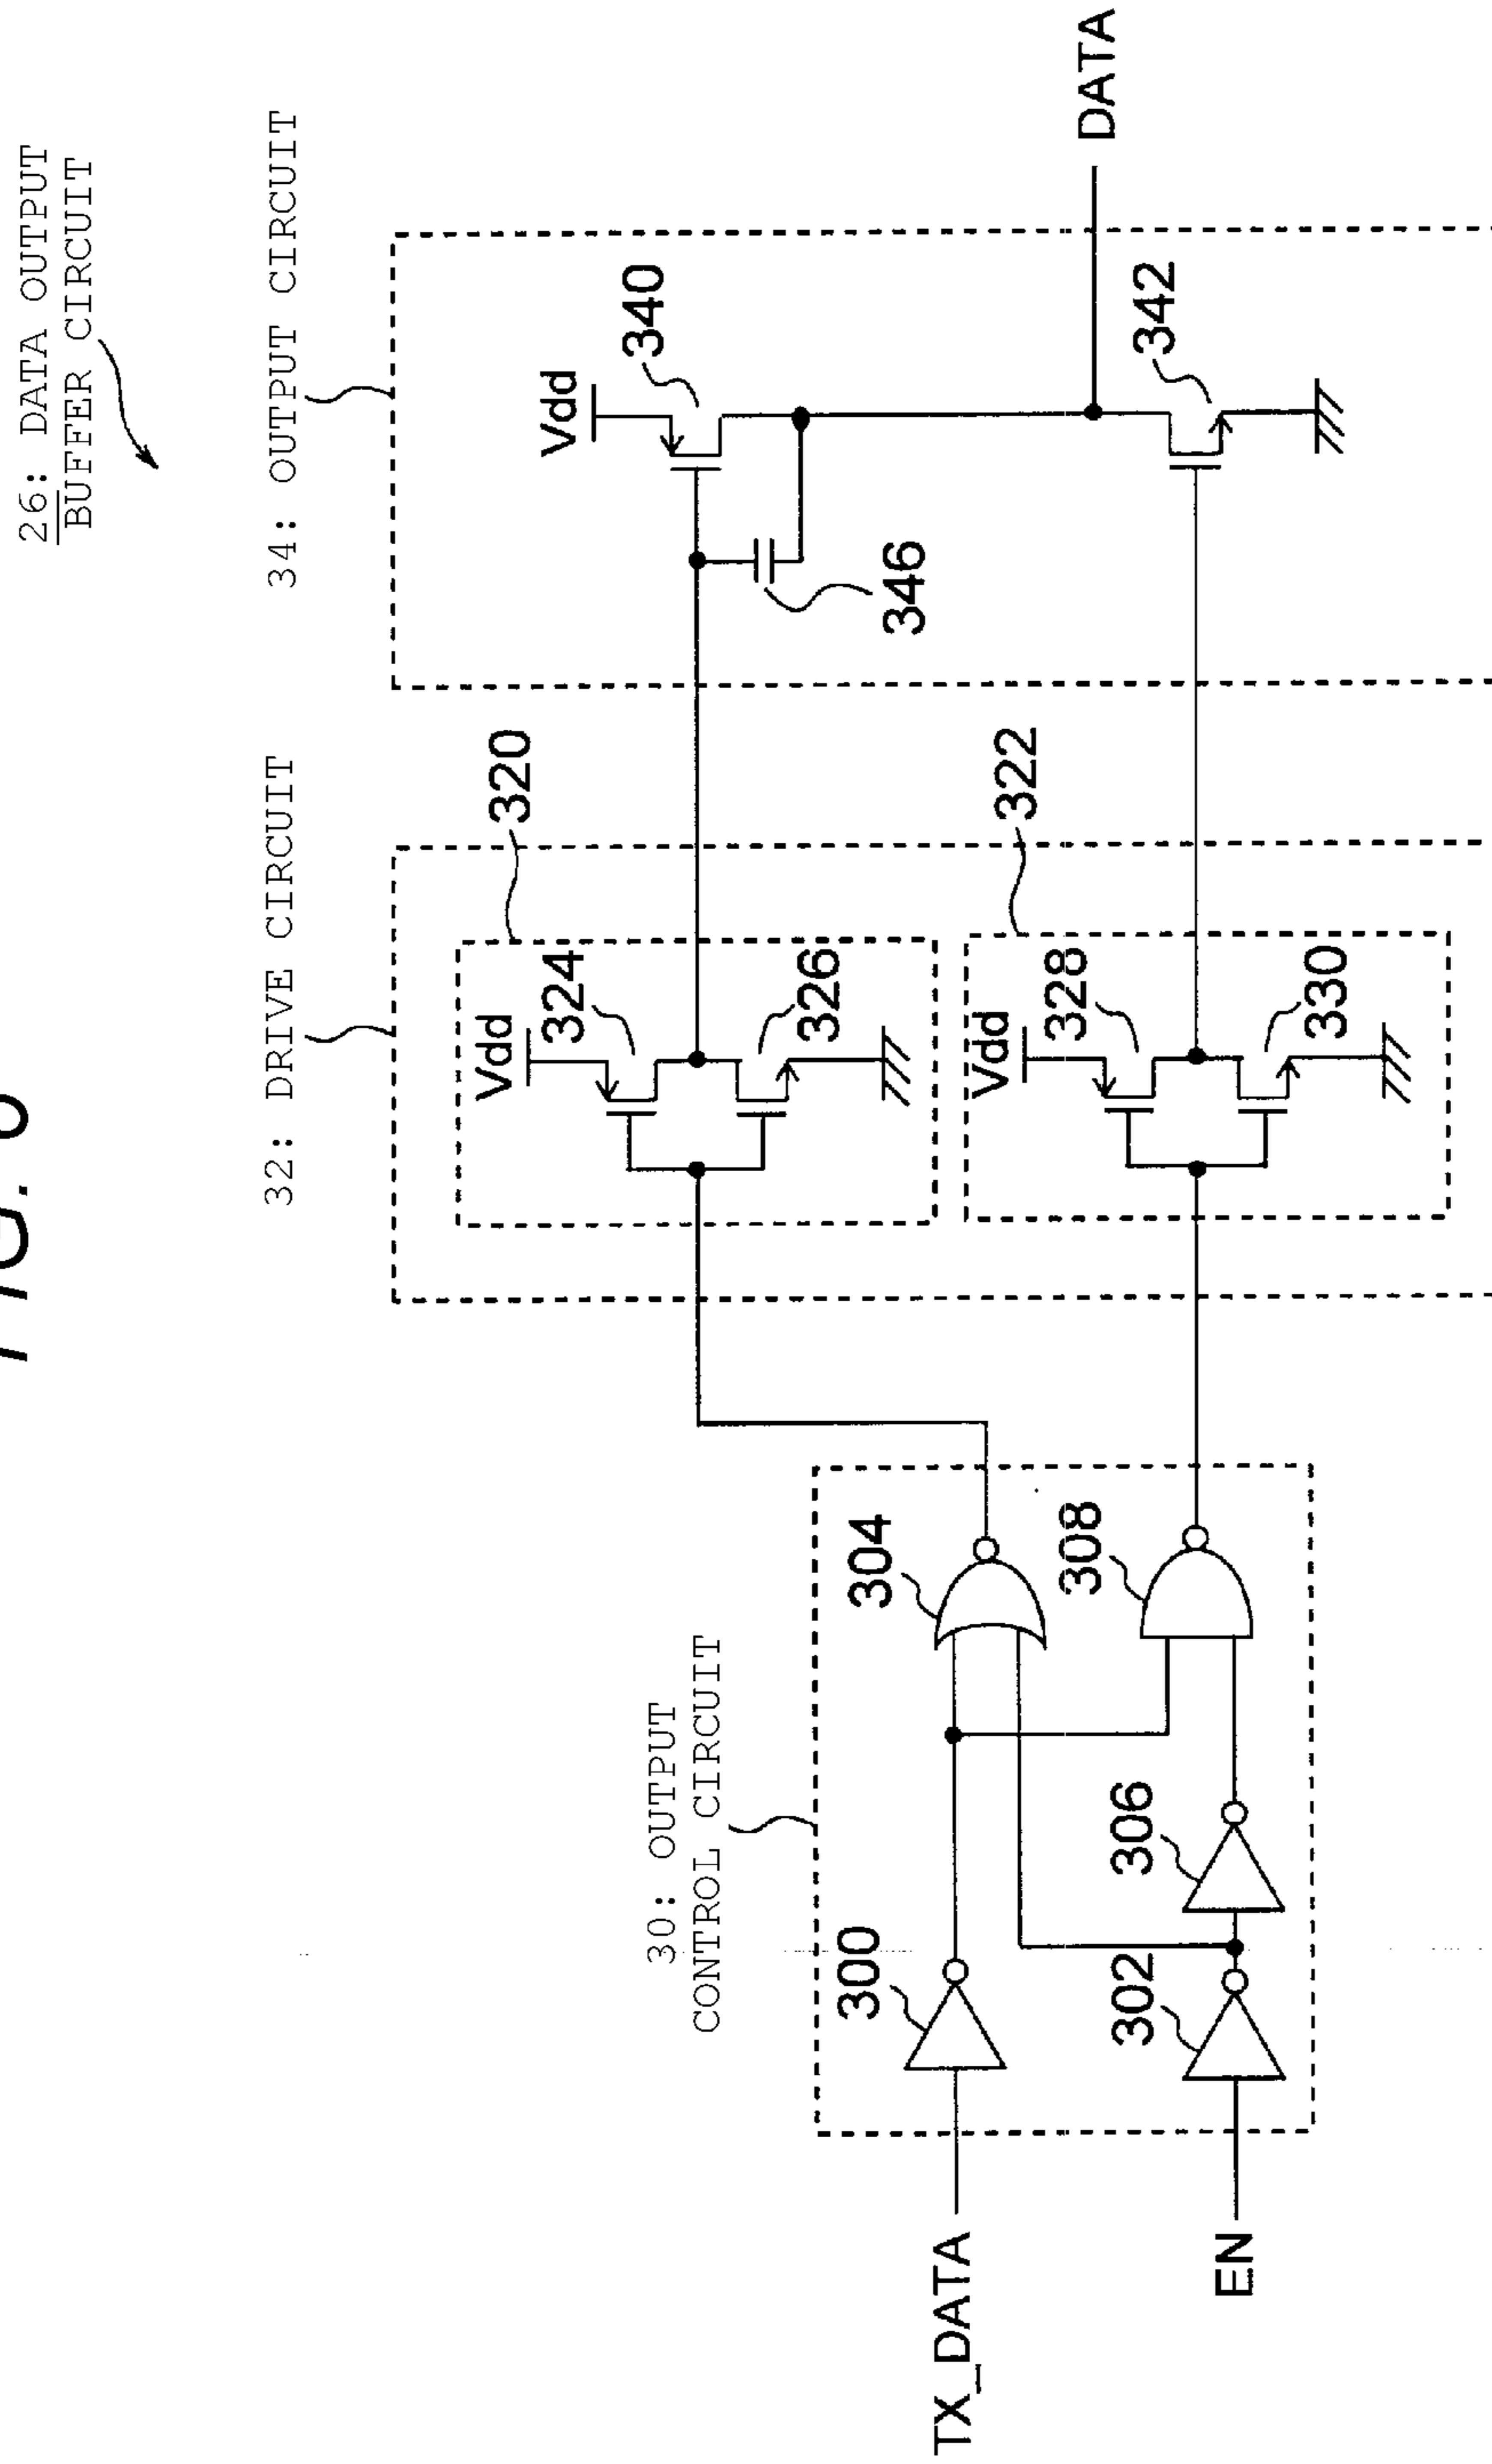 26: DATA OUTPUT
BUFFER CIRCUIT
32: DRIVE CIRCUIT
34: OUTPUT CIRCUIT
320
Vdd
324
326
Vdd
340
346
DATA
322
Vdd
328
330
342
30: OUTPUT
CONTROL CIRCUIT
300
304
TX_DATA
302
306
308
EN